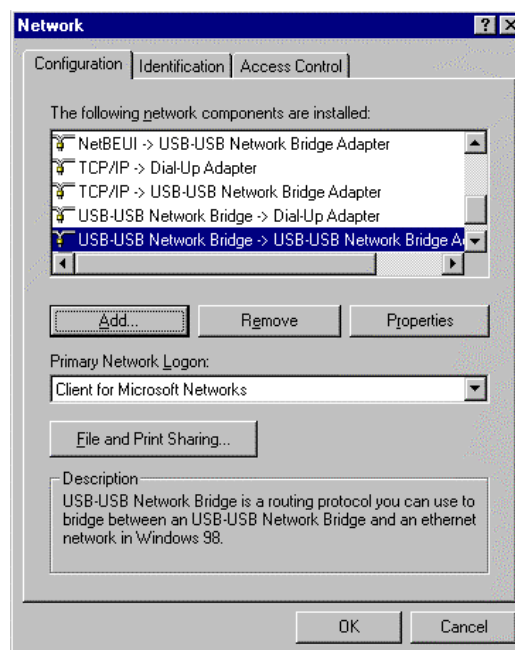 Network
Configuration Identification Access Control
The following network components are installed:
NetBEUI -> USB-USB Network Bridge Adapter
TCP/IP -> Dial-Up Adapter
TCP/IP -> USB-USB Network Bridge Adapter
USB-USB Network Bridge -> Dial-Up Adapter
USB-USB Network Bridge -> USB-USB Network Bridge
Add... Remove Properties
Primary Network Logon:
Client for Microsoft Networks
File and Print Sharing...
Description
USB-USB Network Bridge is a routing protocol you can use to
bridge between an USB-USB Network Bridge and an ethernet
network in Windows 98.
OK Cancel